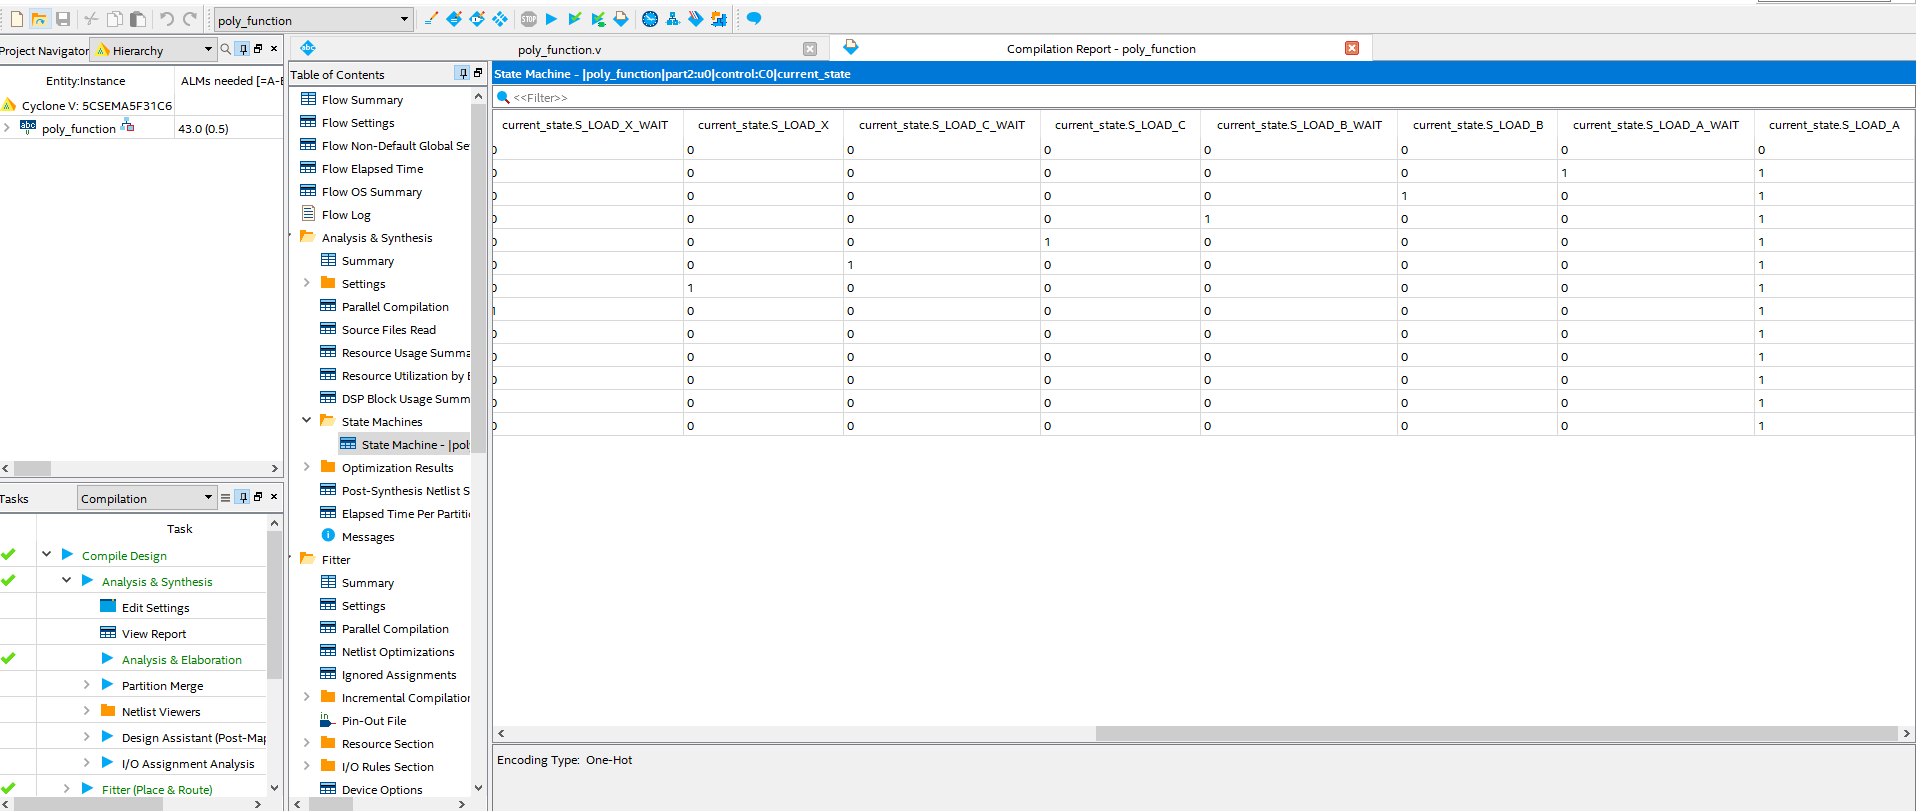 poly_function
Project Navigator
Hierarchy
Entity:Instance
ALMs needed [=A-B
Cyclone V: 5CSEMA5F31C6
abc
poly_function
43.0 (0.5)
Tasks
Compilation
Task
Compile Design
Analysis & Synthesis
Edit Settings
View Report
Analysis & Elaboration
Partition Merge
Netlist Viewers
Design Assistant (Post-Map
I/O Assignment Analysis
Fitter (Place & Route)
STOP
abc
poly_function.v
Compilation Report - poly_function
Table of Contents
Flow Summary
Flow Settings
Flow Non-Default Global Se
Flow Elapsed Time
Flow OS Summary
Flow Log
Analysis & Synthesis
Summary
Settings
Parallel Compilation
Source Files Read
Resource Usage Summa
Resource Utilization by E
DSP Block Usage Summ
State Machines
State Machine - |pol
Optimization Results
Post-Synthesis Netlist S
Elapsed Time Per Partitio
Messages
Fitter
Summary
Settings
Parallel Compilation
Netlist Optimizations
Ignored Assignments
Incremental Compilation
in
Pin-Out File
Resource Section
I/O Rules Section
Device Options
State Machine - |poly_function|part2:u0|control:C0|current_state
<<Filter>>
current_state.S_LOAD_X_WAIT current_state.S_LOAD_X current_state.S_LOAD_C_WAIT current_state.S_LOAD_C current_state.S_LOAD_B_WAIT current_state.S_LOAD_B current_state.S_LOAD_A_WAIT current_state.S_LOAD_A
0 0 0 0 0 0 0 0
0 0 0 0 0 0 1 1
0 0 0 0 0 1 0 1
0 0 0 0 1 0 0 1
0 0 0 1 0 0 0 1
0 0 1 0 0 0 0 1
0 1 0 0 0 0 0 1
1 0 0 0 0 0 0 1
0 0 0 0 0 0 0 1
0 0 0 0 0 0 0 1
0 0 0 0 0 0 0 1
0 0 0 0 0 0 0 1
0 0 0 0 0 0 0 1
Encoding Type: One-Hot